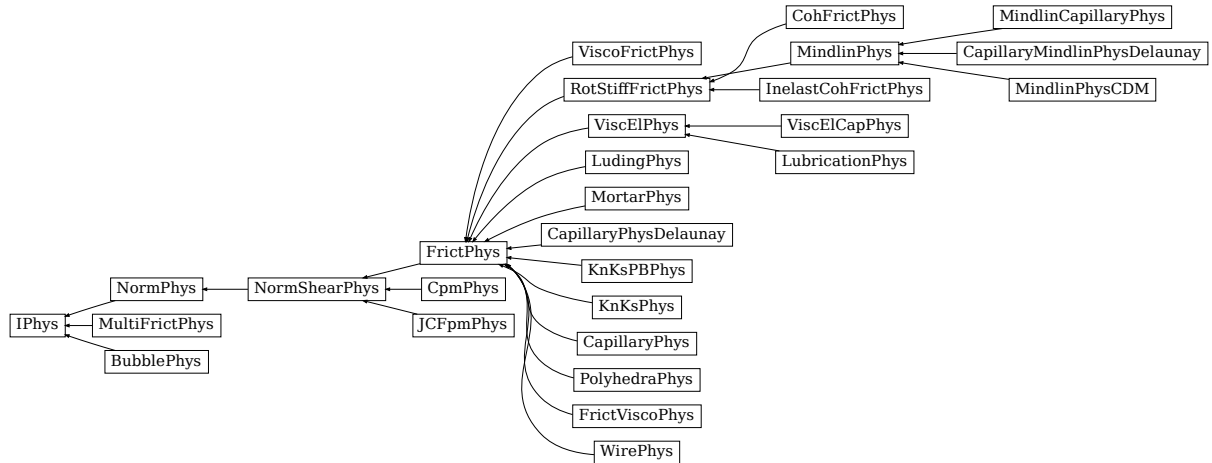 CohFrictPhys
MindlinCapillaryPhys
ViscoFrictPhys
MindlinPhys
CapillaryMindlinPhysDelaunay
RotStiffFrictPhys
InelastCohFrictPhys
MindlinPhysCDM
ViscElPhys
ViscElCapPhys
LudingPhys
LubricationPhys
MortarPhys
CapillaryPhysDelaunay
FrictPhys
KnKsPBPhys
NormPhys
NormShearPhys
CpmPhys
KnKsPhys
IPhys
MultiFrictPhys
JCFpmPhys
CapillaryPhys
BubblePhys
PolyhedraPhys
FrictViscoPhys
WirePhys